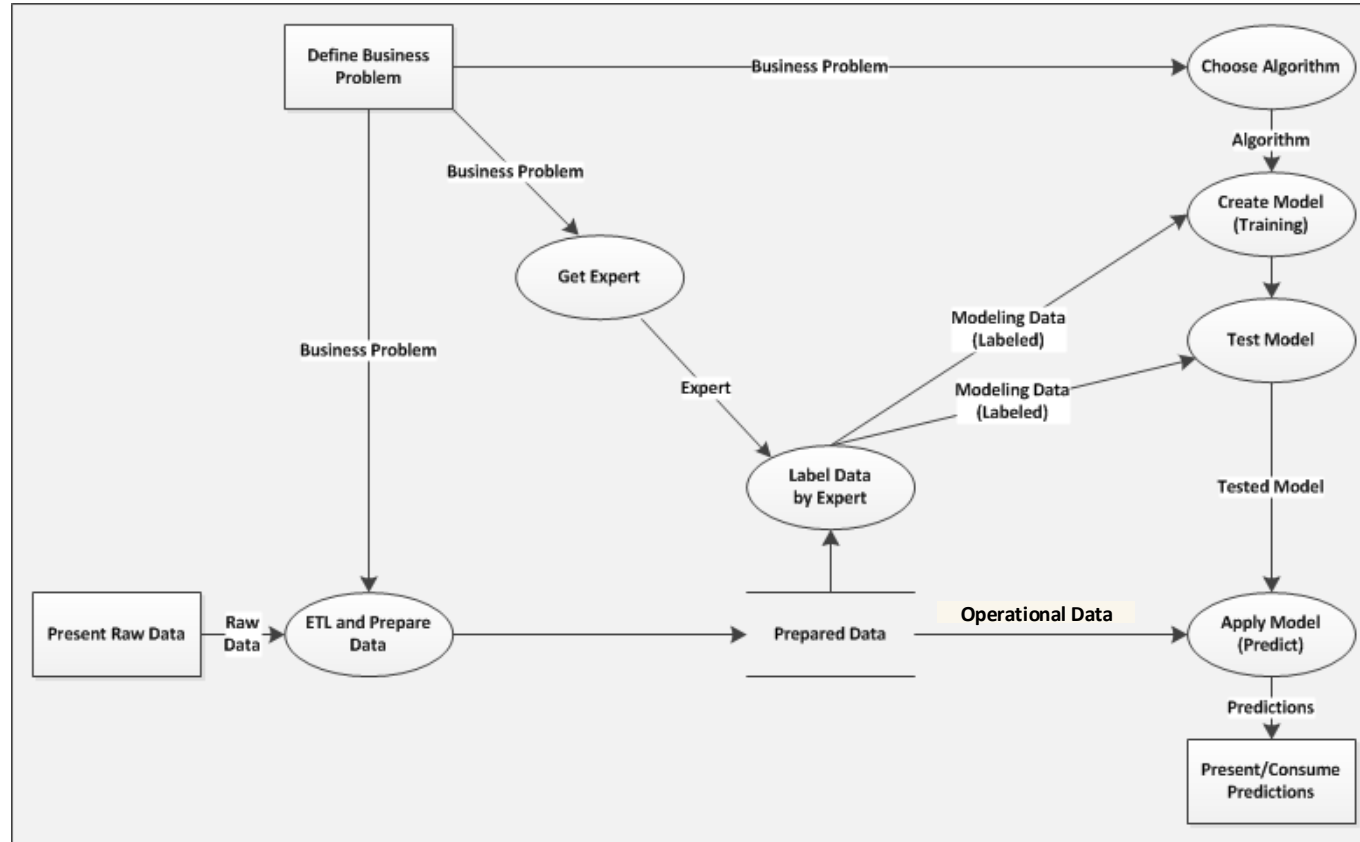 Define Business
Problem
Business Problem
Choose Algorithm
Algorithm
Business Problem
Create Model
(Training)
Get Expert
Modeling Data
(Labeled)
Test Model
Business Problem
Expert
Modeling Data
(Labeled)
Label Data
by Expert
Tested Model
Present Raw Data
Raw
Data
ETL and Prepare
Data
Prepared Data
Operational Data
Apply Model
(Predict)
Predictions
Present/Consume
Predictions